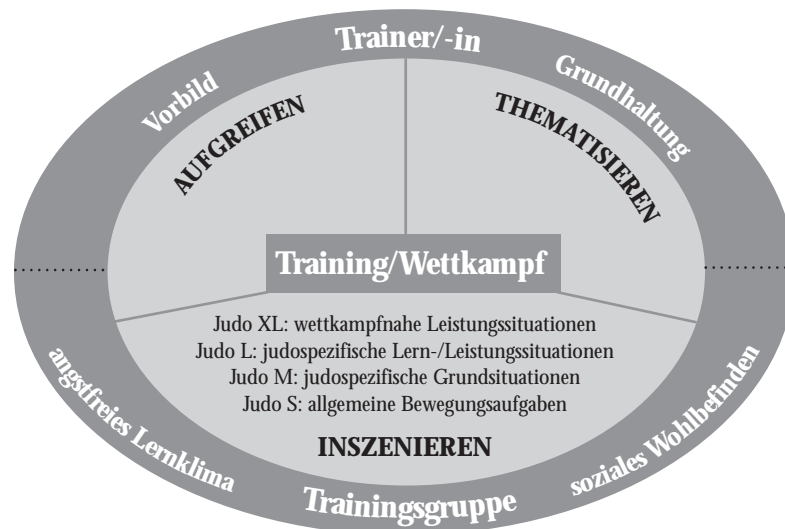 Trainer/-in
Vorbild
Grundhaltung
AUFGREIFEN
THEMATISIEREN
Training/Wettkampf
Judo XL: wettkampfnahe Leistungssituationen
Judo L: judospezifische Lern-/Leistungssituationen
Judo M: judospezifische Grundsituationen
Judo S: allgemeine Bewegungsaufgaben
INSZENIEREN
angstfreies Lernklima
Trainingsgruppe
soziales Wohlbefinden